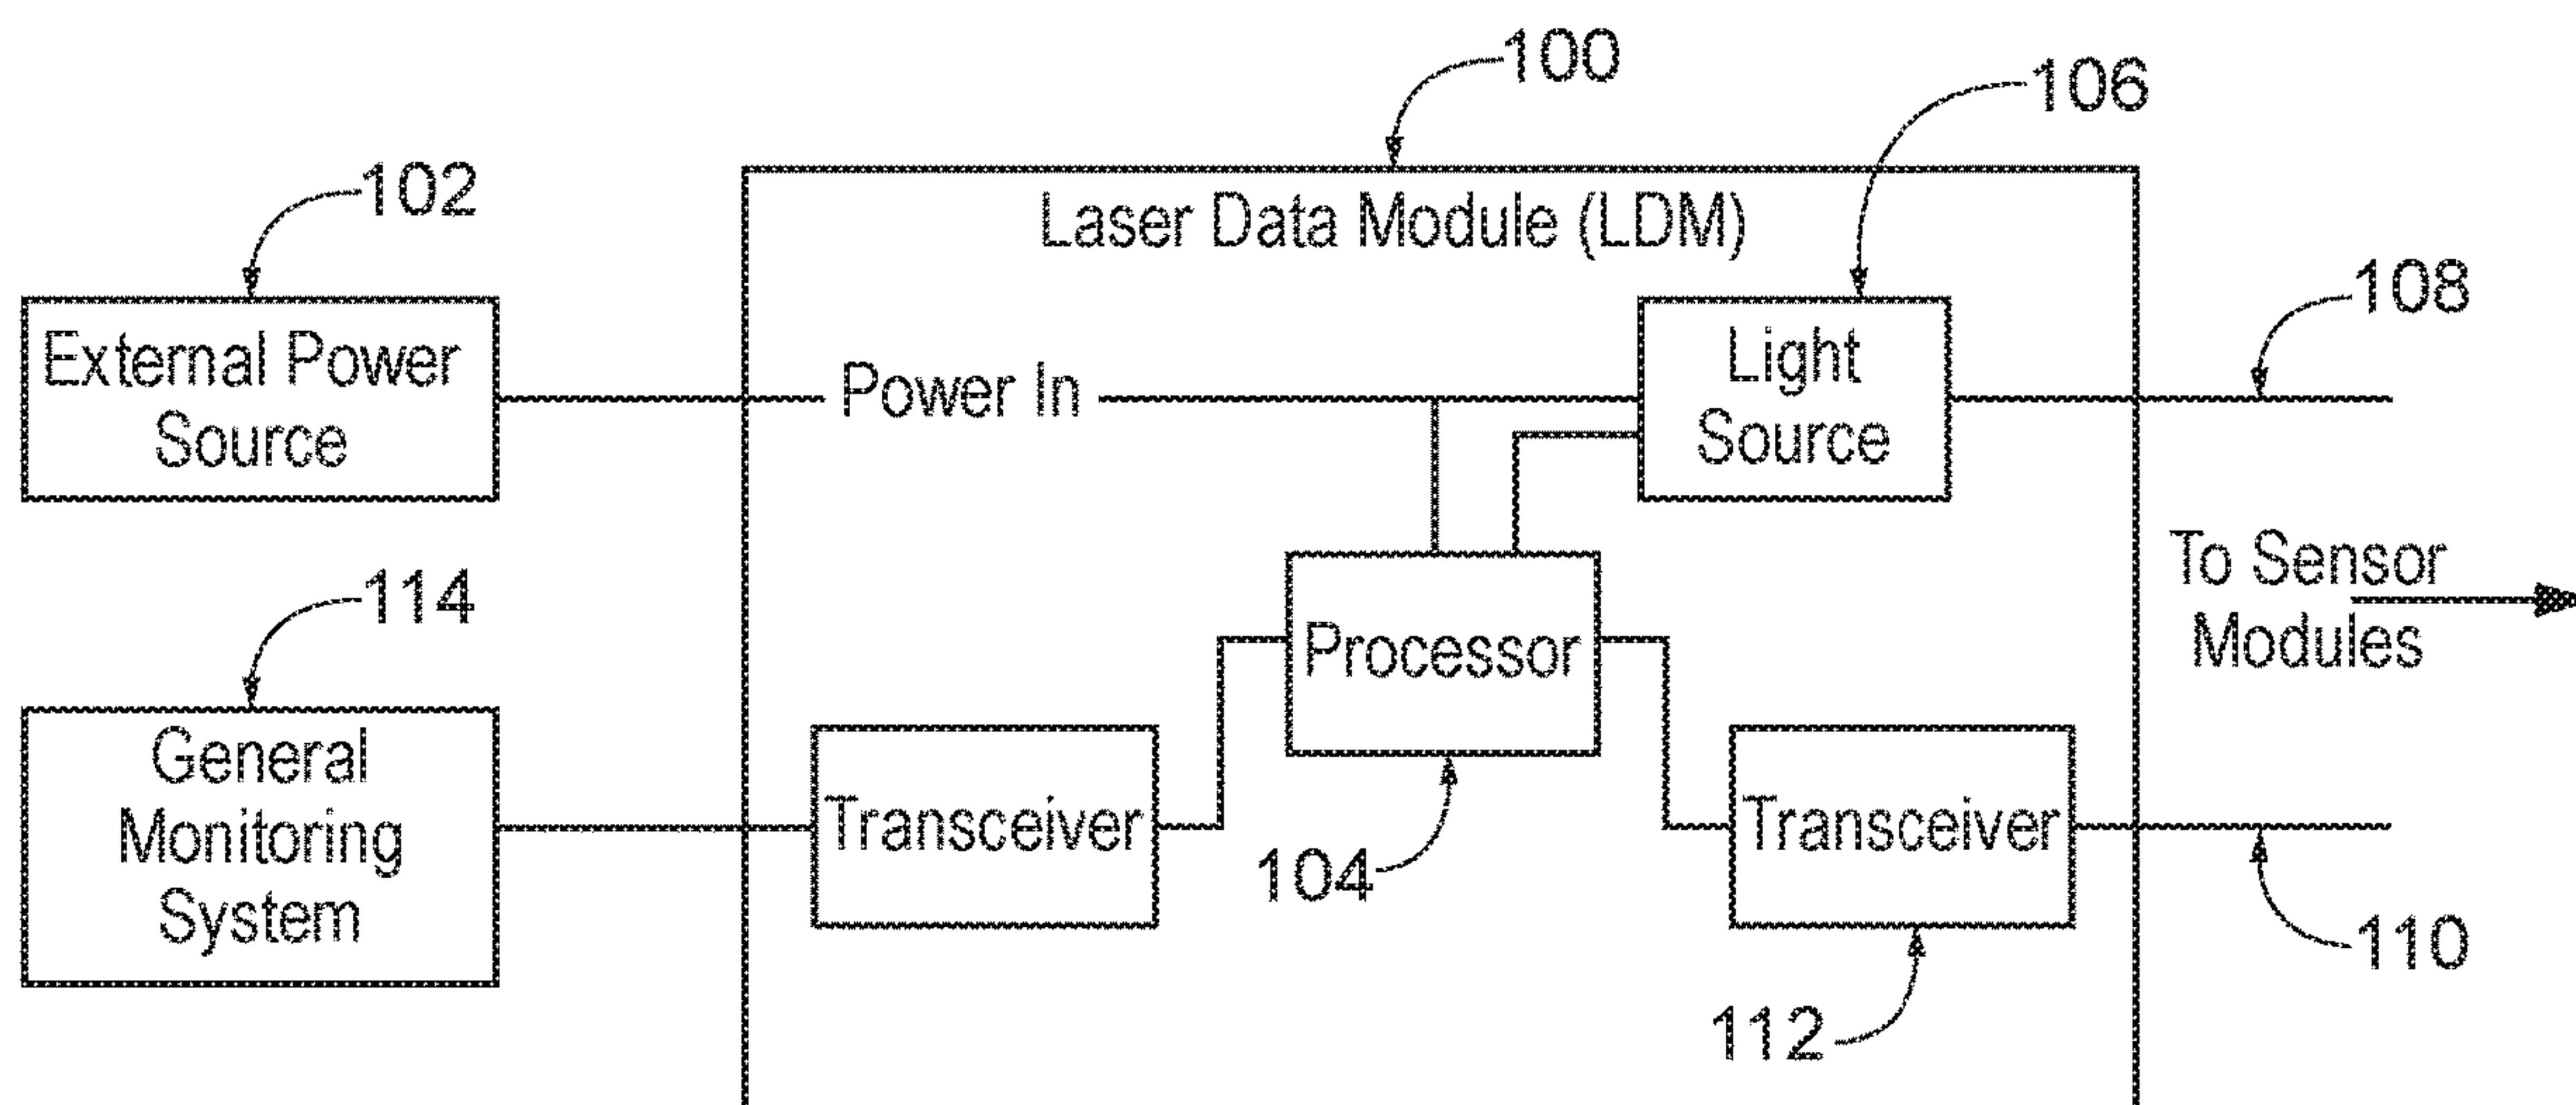 100
106
102
Laser Data Module (LDM)
108
External Power
Source
Power In
Light
Source
To Sensor
Modules
114
Processor
General
Monitoring
System
Transceiver
Transceiver
104
110
112